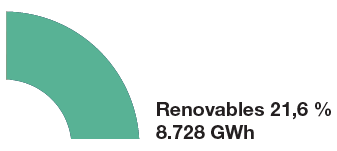 Renovables 21,6 %
8.728 GWh